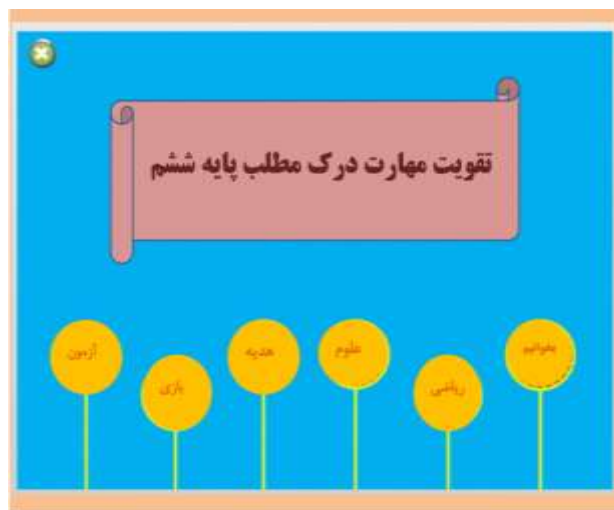 تقویت مهارت درک مطلب پایه ششم
بخوانیم
ریاضی
علوم
هدیه
بازی
آزمون